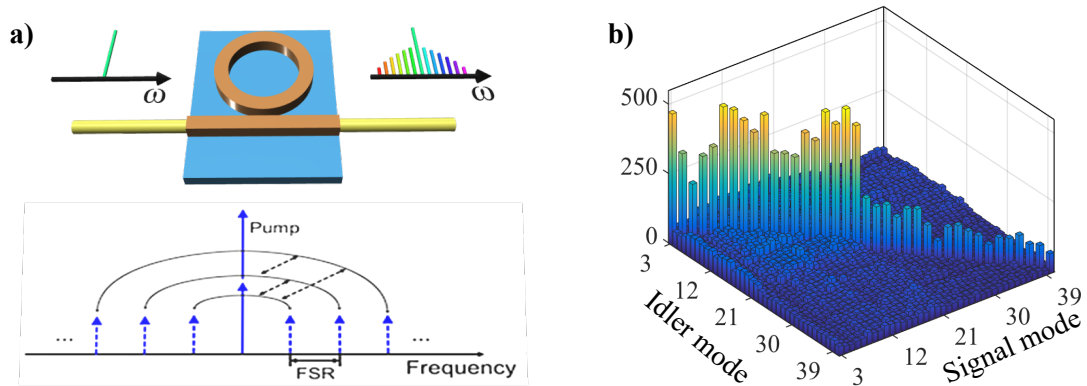 a)
ω
ω
Pump
...
...
Frequency
FSR
b)
500
250
0
3
12
21
30
39
Idler mode
3
12
21
30
39
Signal mode